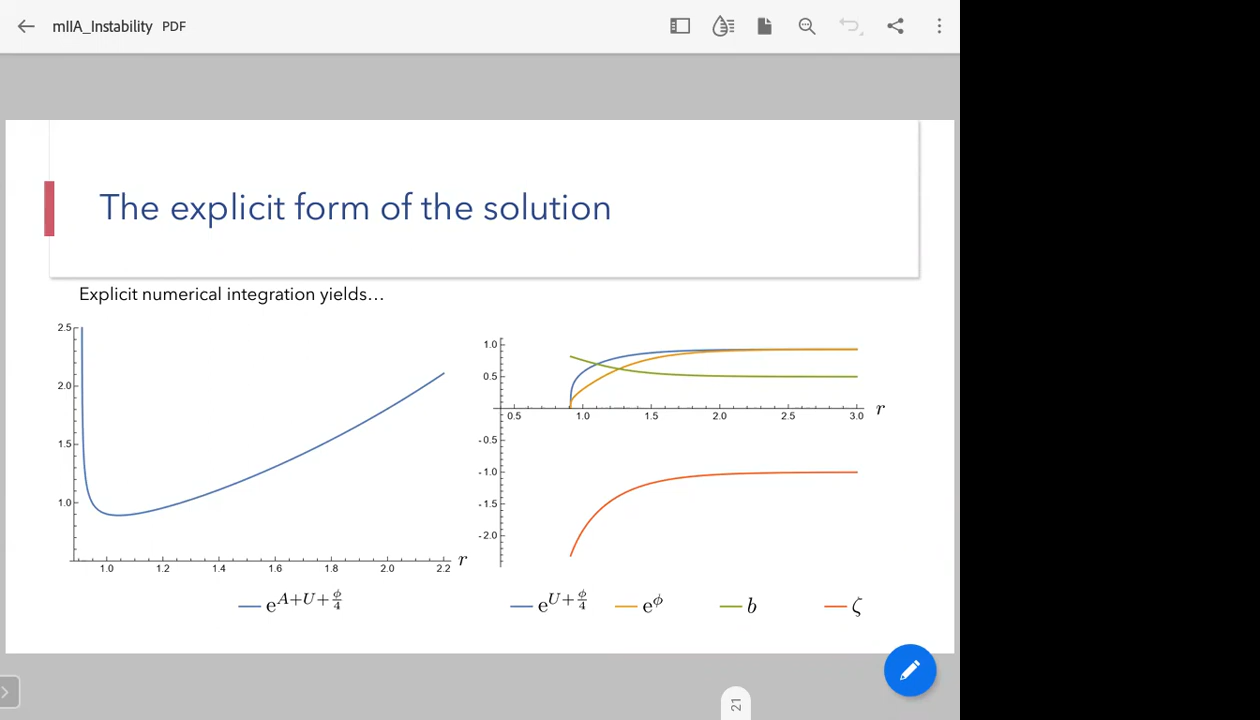 mIIA_Instability PDF
The explicit form of the solution
Explicit numerical integration yields…
2.5
2.0
1.5
1.0
1.0 1.2 1.4 1.6 1.8 2.0 2.2 r
e^{A+U+\frac{ϕ}{4}}
1.0
0.5
0.5 1.0 1.5 2.0 2.5 3.0 r
-0.5
-1.0
-1.5
-2.0
e^{U+\frac{ϕ}{4}} e^ϕ b ζ
21